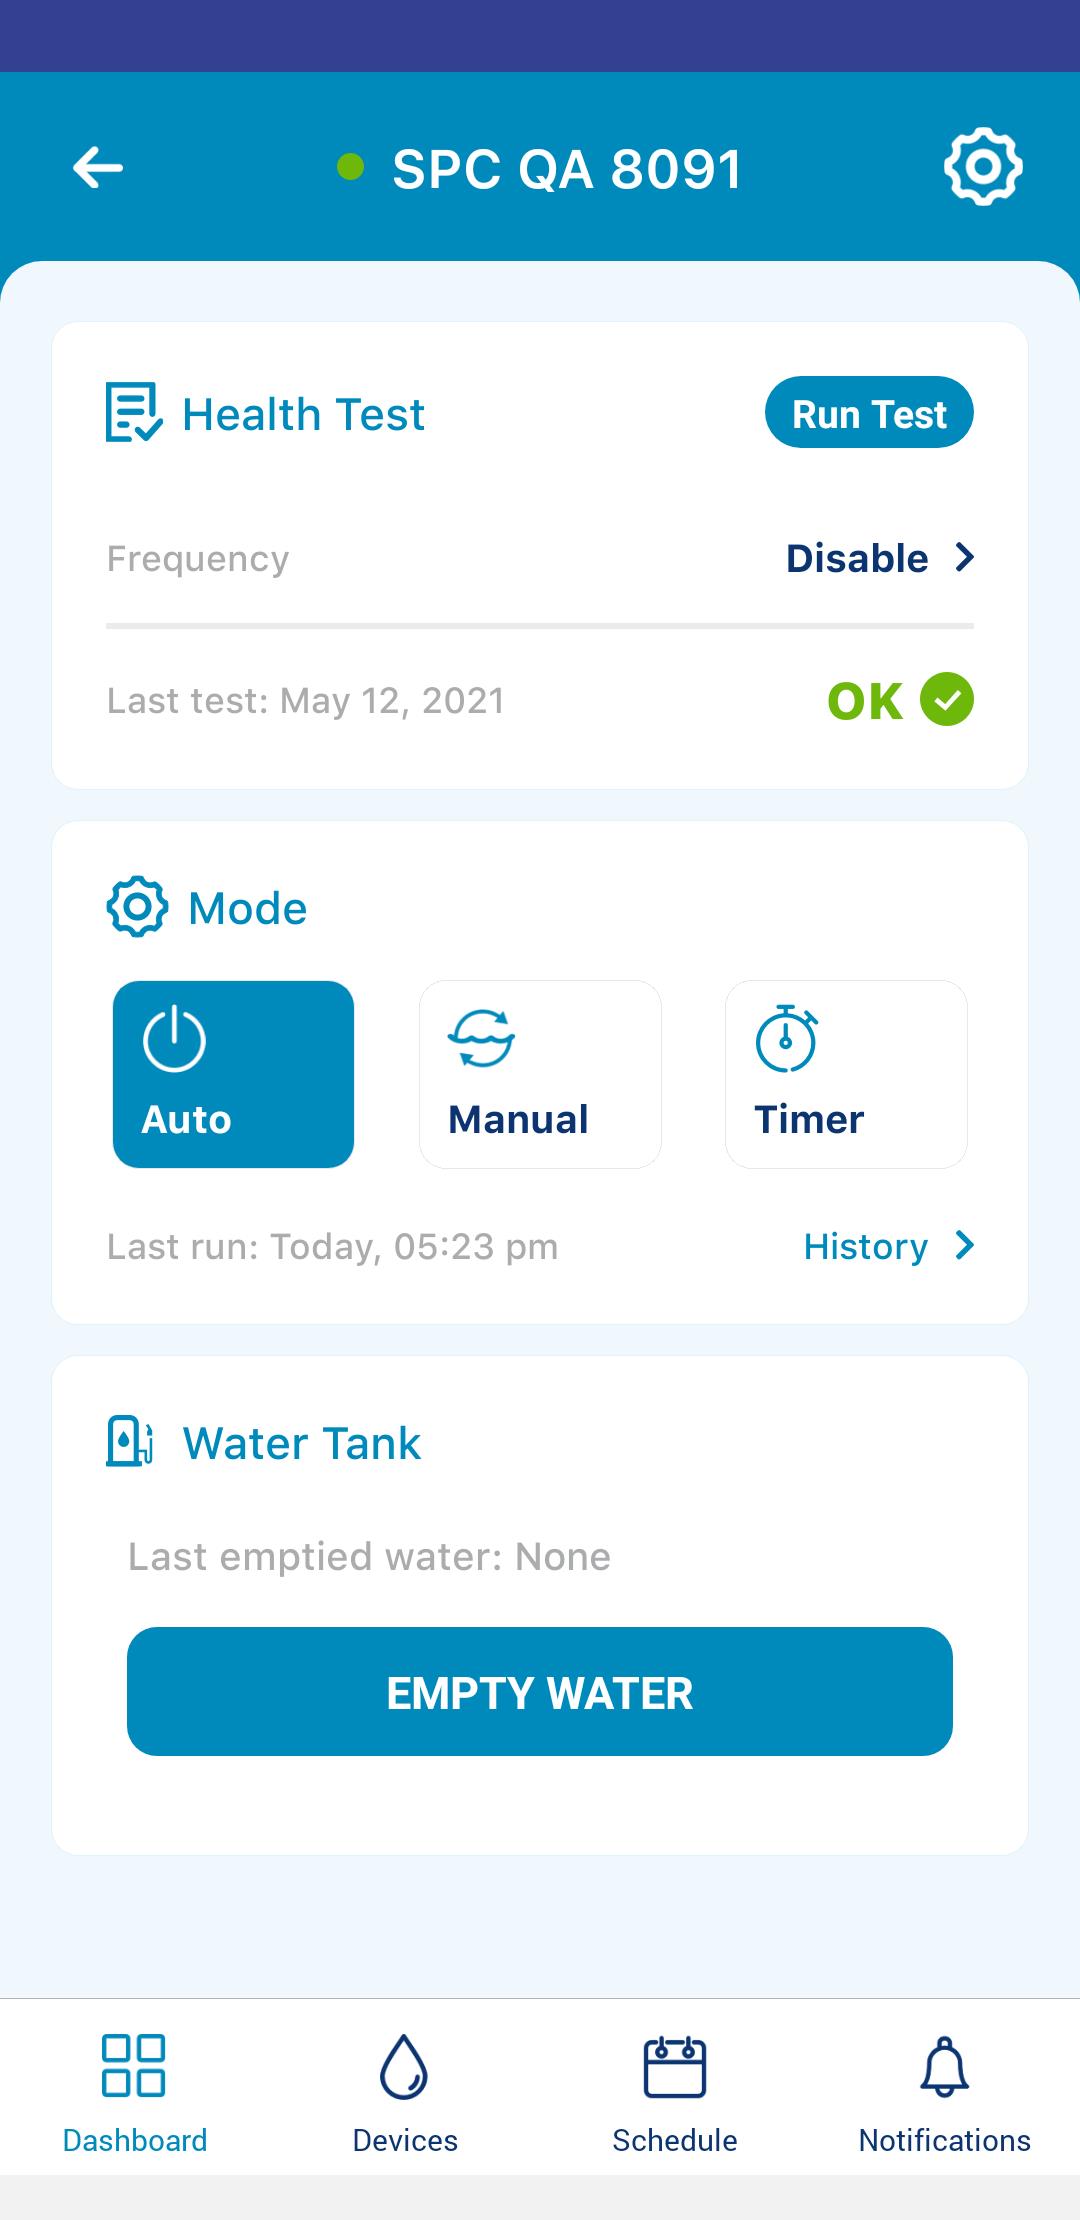 SPC QA 8091
Health Test
Run Test
Frequency
Disable
Last test: May 12, 2021
OK
Mode
Auto
Manual
Timer
Last run: Today, 05:23 pm
History
Water Tank
Last emptied water: None
EMPTY WATER
Dashboard
Devices
Schedule
Notifications